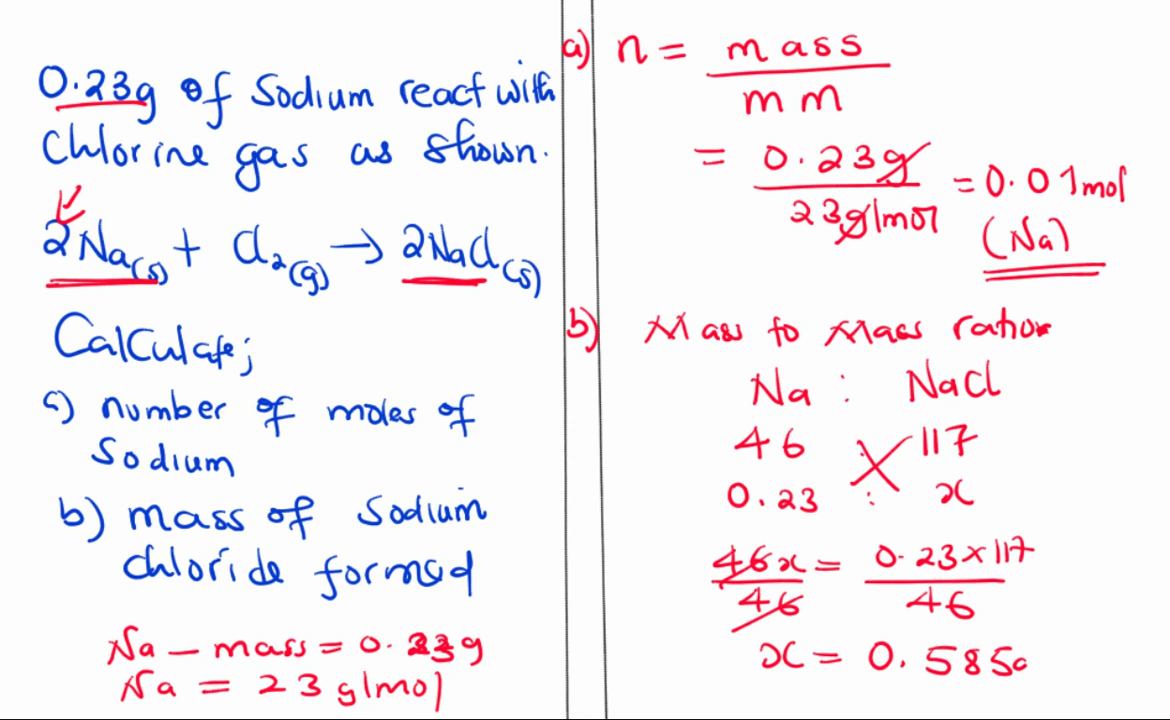 0.23g of Sodium react with
Chlorine gas as shown.
2Na(s) + Cl2(g) → 2NaCl(s)
Calculate;
a) number of moles of
Sodium
b) mass of Sodium
chloride formed
Na – mass = 0.23g
Na = 23 g/mol
a) n = mass
mm
= 0.23g
23g/mol
= 0.01mol
(Na)
b) Mass to Mass ratio
Na : NaCl
46 117
0.23 : x
46x = 0.23×117
46 46
x = 0.585